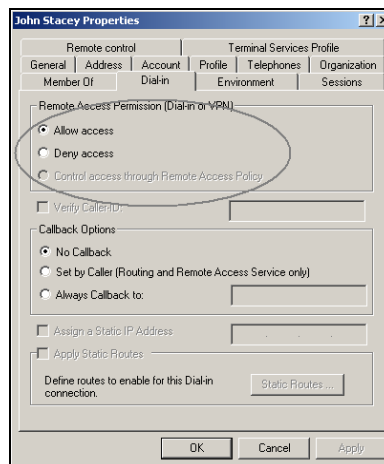 John Stacey Properties
Remote control Terminal Services Profile
General Address Account Profile Telephones Organization
Member Of Dial-in Environment Sessions
Remote Access Permission (Dial-in or VPN)
Allow access
Deny access
Control access through Remote Access Policy
Verify Caller-ID:
Callback Options
No Callback
Set by Caller (Routing and Remote Access Service only)
Always Callback to:
Assign a Static IP Address
Apply Static Routes
Define routes to enable for this Dial-in
connection.
Static Routes ...
OK Cancel Apply